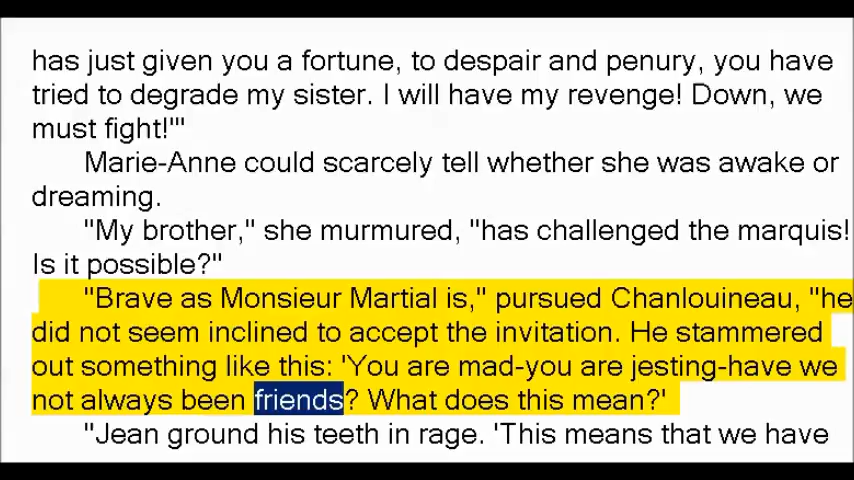 has just given you a fortune, to despair and penury, you have
tried to degrade my sister. I will have my revenge! Down, we
must fight!'"
"Marie-Anne could scarcely tell whether she was awake or
dreaming.
"My brother," she murmured, "has challenged the marquis!
Is it possible?"
"Brave as Monsieur Martial is," pursued Chanlouineau, "he
did not seem inclined to accept the invitation. He stammered
out something like this: 'You are mad-you are jesting-have we
not always been friends? What does this mean?'
"Jean ground his teeth in rage. 'This means that we have